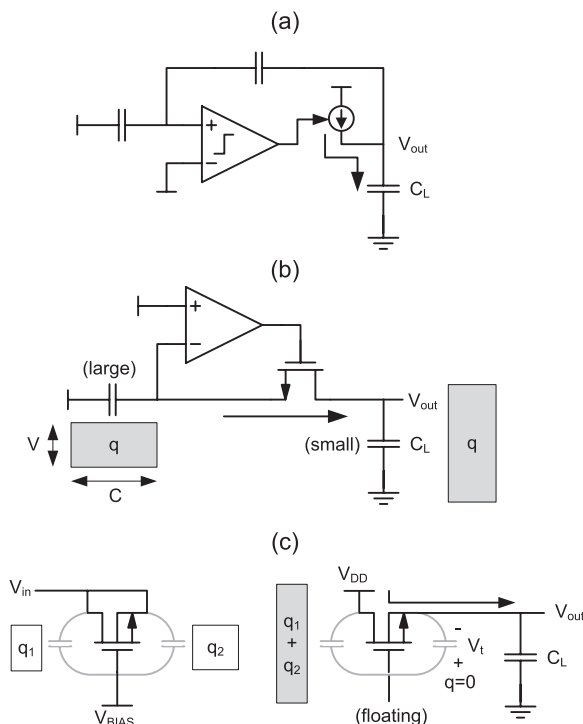 (a)
+
−
V_out
C_L
(b)
+
−
(large)
V
q
C
V_out
(small)
C_L
q
(c)
V_in
q_1
q_2
V_BIAS
q_1
+
q_2
V_DD
-
V_t
+
q=0
(floating)
V_out
C_L